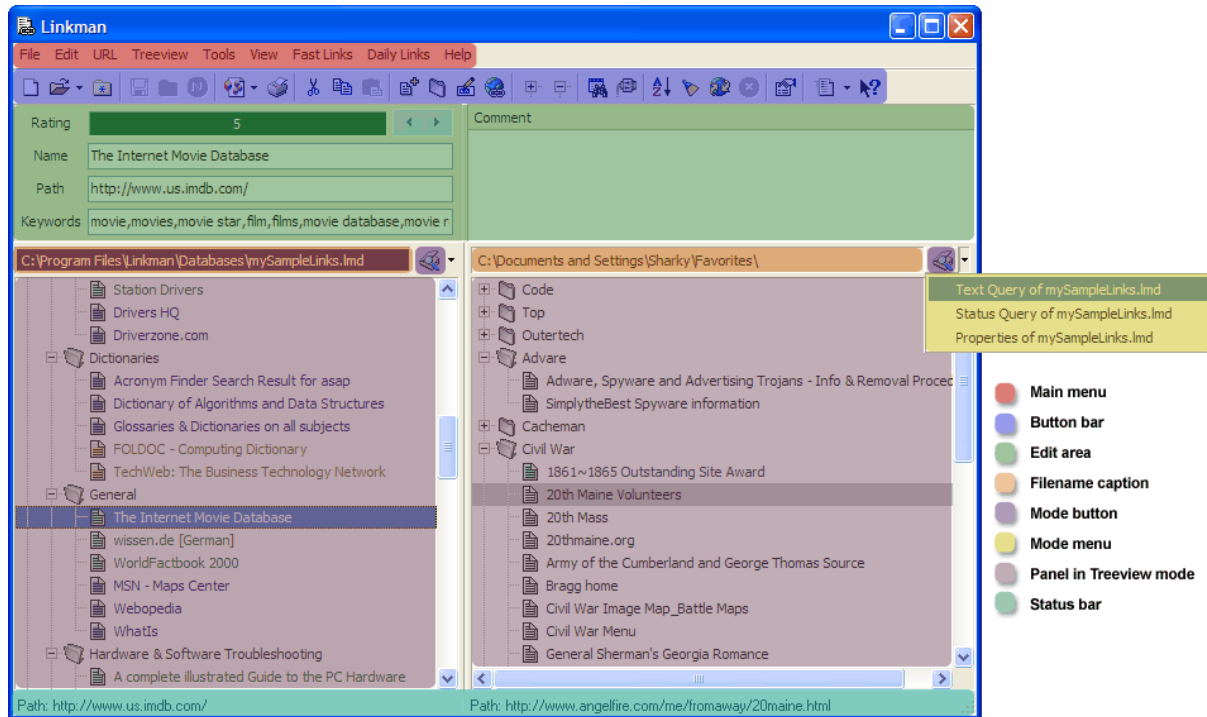 Linkman
File Edit URL Treeview Tools View Fast Links Daily Links Help
Rating 5
Name The Internet Movie Database
Path http://www.us.imdb.com/
Keywords movie,movies,movie star,film,films,movie database,movie r
Comment
C:\Program Files\Linkman\Databases\mySampleLinks.lmd
Station Drivers
Drivers HQ
Driverzone.com
Dictionaries
Acronym Finder Search Result for asap
Dictionary of Algorithms and Data Structures
Glossaries & Dictionaries on all subjects
FOLDOC - Computing Dictionary
TechWeb: The Business Technology Network
General
The Internet Movie Database
wissen.de [German]
WorldFactbook 2000
MSN - Maps Center
Webopedia
WhatIs
Hardware & Software Troubleshooting
A complete illustrated Guide to the PC Hardware
Path: http://www.us.imdb.com/
C:\Documents and Settings\Sharky\Favorites\
Code
Top
Outertech
Advare
Adware, Spyware and Advertising Trojans - Info & Removal Proced
SimplytheBest Spyware information
Cacheman
Civil War
1861~1865 Outstanding Site Award
20th Maine Volunteers
20th Mass
20thmaine.org
Army of the Cumberland and George Thomas Source
Bragg home
Civil War Image Map_Battle Maps
Civil War Menu
General Sherman's Georgia Romance
Path: http://www.angelfire.com/me/fromaway/20maine.html
Text Query of mySampleLinks.lmd
Status Query of mySampleLinks.lmd
Properties of mySampleLinks.lmd
Main menu
Button bar
Edit area
Filename caption
Mode button
Mode menu
Panel in Treeview mode
Status bar